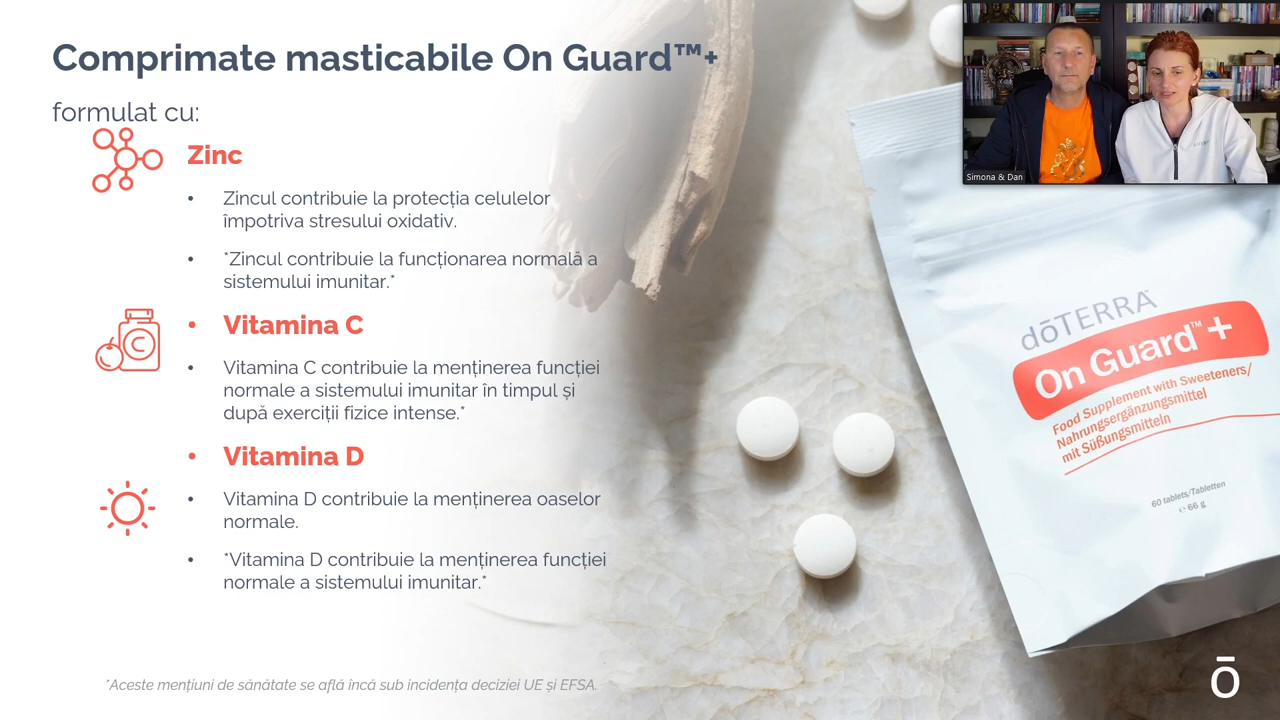 Comprimate masticabile On Guard™+
formulat cu:
Zinc
• Zincul contribuie la protecția celulelor
împotriva stresului oxidativ.
• *Zincul contribuie la funcționarea normală a
sistemului imunitar.*
C
• Vitamina C
• Vitamina C contribuie la menținerea funcției
normale a sistemului imunitar în timpul și
după exerciții fizice intense.*
• Vitamina D
• Vitamina D contribuie la menținerea oaselor
normale.
• *Vitamina D contribuie la menținerea funcției
normale a sistemului imunitar.*
*Aceste mențiuni de sănătate se află încă sub incidența deciziei UE și EFSA.
Simona & Dan
dōTERRA
On Guard™+
Food Supplement with Sweeteners/
Nahrungsergänzungsmittel
mit Süßungsmitteln
60 tablets/Tabletten
℮ 66 g
ō